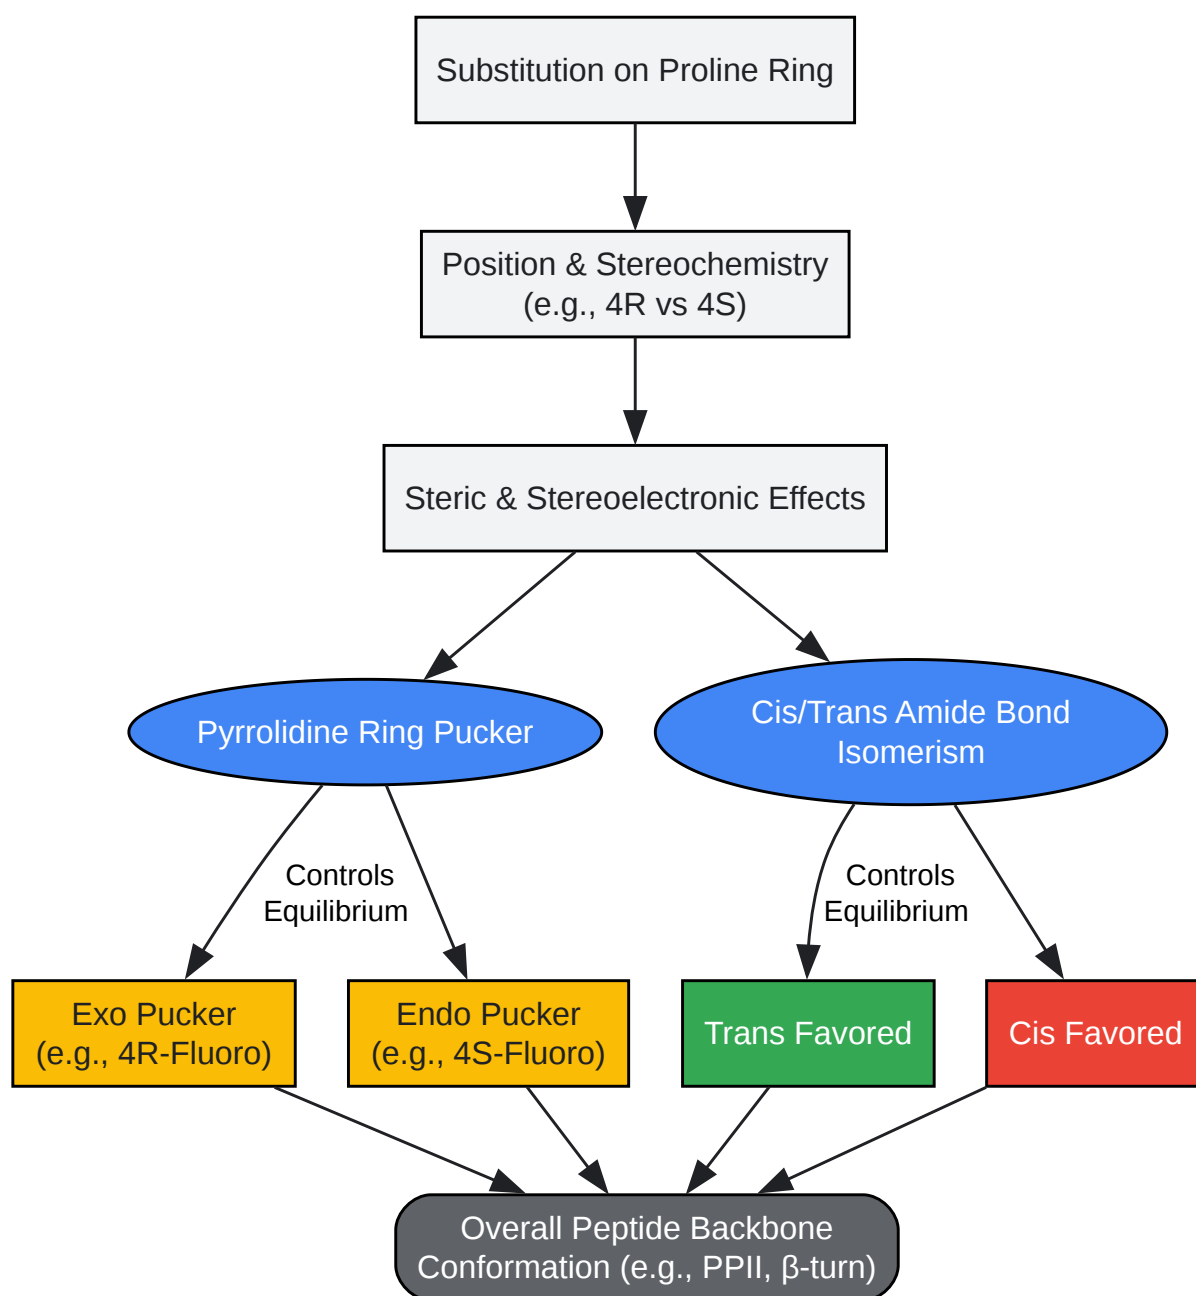 Substitution on Proline Ring
Position & Stereochemistry
(e.g., 4R vs 4S)
Steric & Stereoelectronic Effects
Pyrrolidine Ring Pucker
Cis/Trans Amide Bond
Isomerism
Controls
Equilibrium
Controls
Equilibrium
Exo Pucker
(e.g., 4R-Fluoro)
Endo Pucker
(e.g., 4S-Fluoro)
Trans Favored
Cis Favored
Overall Peptide Backbone
Conformation (e.g., PPII, β-turn)